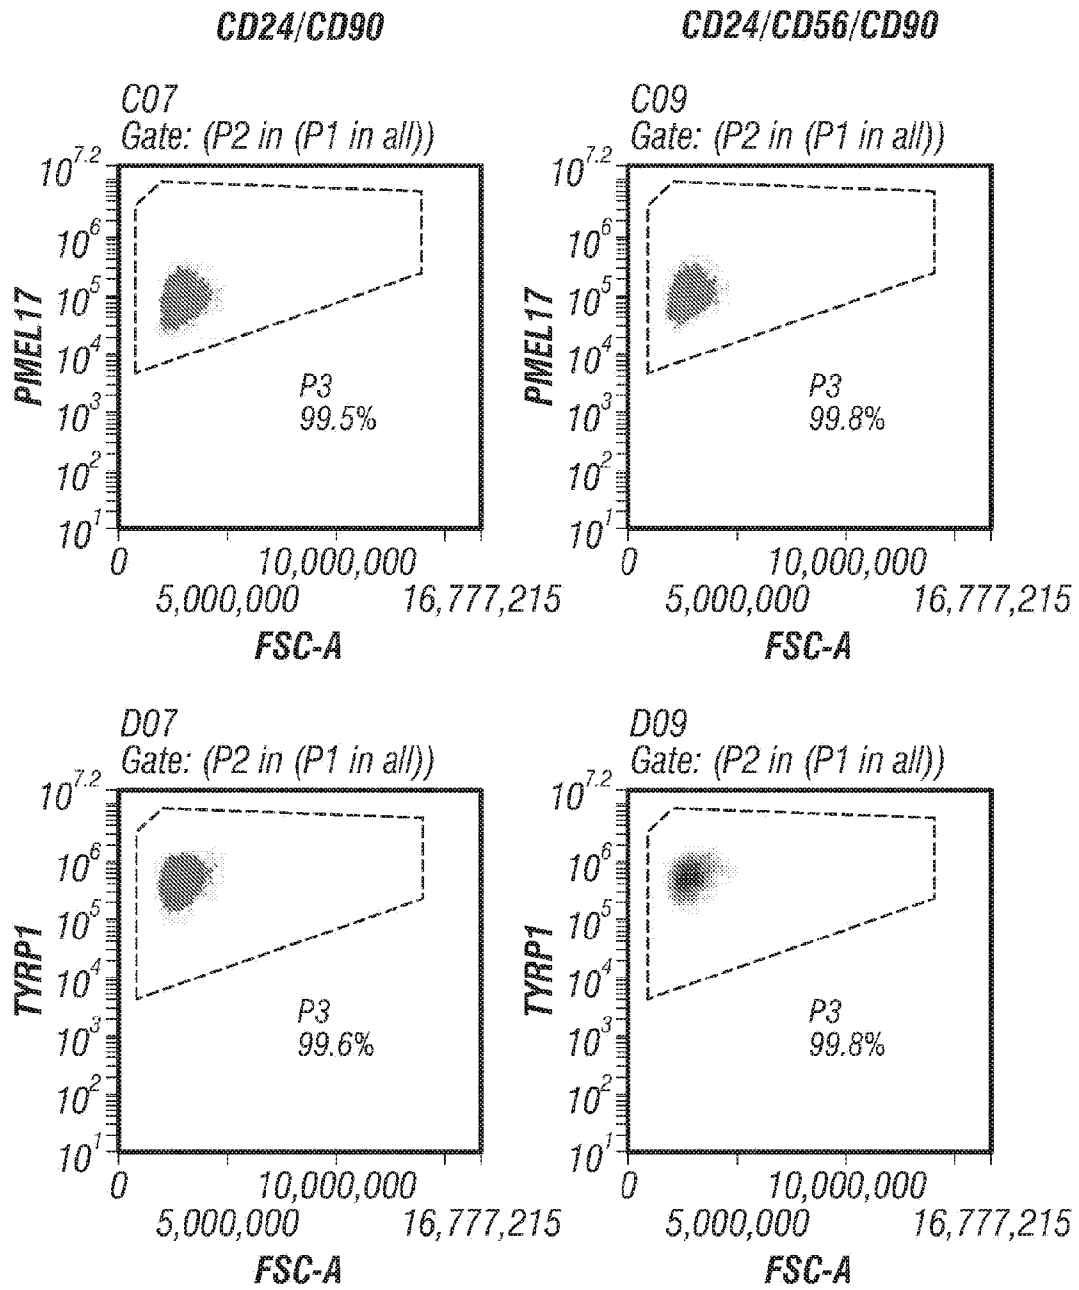 CD24/CD90
CD24/CD56/CD90
C07
Gate: (P2 in (P1 in all))
PMEL17
10^7.2
10^6
10^5
10^4
10^3
10^2
10^1
P3
99.5%
0
10,000,000
5,000,000
16,777,215
FSC-A
C09
Gate: (P2 in (P1 in all))
PMEL17
10^7.2
10^6
10^5
10^4
10^3
10^2
10^1
P3
99.8%
0
10,000,000
5,000,000
16,777,215
FSC-A
D07
Gate: (P2 in (P1 in all))
TYRP1
10^7.2
10^6
10^5
10^4
10^3
10^2
10^1
P3
99.6%
0
10,000,000
5,000,000
16,777,215
FSC-A
D09
Gate: (P2 in (P1 in all))
TYRP1
10^7.2
10^6
10^5
10^4
10^3
10^2
10^1
P3
99.8%
0
10,000,000
5,000,000
16,777,215
FSC-A